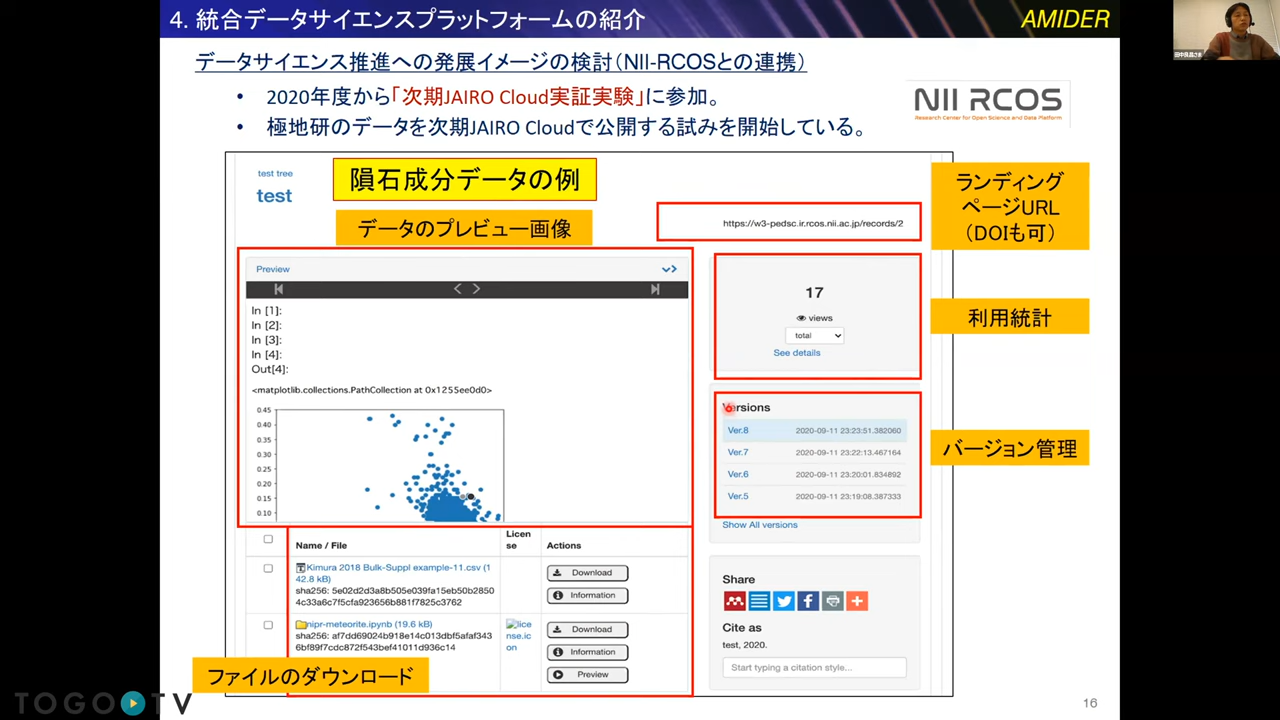 4. 統合データサイエンスプラットフォームの紹介
AMIDER
データサイエンス推進への発展イメージの検討（NII-RCOSとの連携）
• 2020年度から「次期JAIRO Cloud実証実験」に参加。
• 極地研のデータを次期JAIRO Cloudで公開する試みを開始している。
NII RCOS
Research Center for Open Science and Data Platform
test tree
test
隕石成分データの例
データのプレビュー画像
https://w3-pedsc.ir.rcos.nii.ac.jp/records/2
ランディング
ページURL
（DOIも可）
Preview
In [1]:
In [2]:
In [3]:
In [4]:
Out[4]:
<matplotlib.collections.PathCollection at 0x1255ee0d0>
0.45
0.40
0.35
0.30
0.25
0.20
0.15
0.10
17
views
total
See details
利用統計
Versions
Ver.8 2020-09-11 23:23:51.382060
Ver.7 2020-09-11 23:22:13.467164
Ver.6 2020-09-11 23:20:01.834892
Ver.5 2020-09-11 23:19:08.387333
Show All versions
バージョン管理
Name / File
Licen
se
Actions
Kimura 2018 Bulk-Suppl example-11.csv (1
42.8 kB)
sha256: 5e02d2d3a8b505e039fa15eb50b2850
4c33a6c7f5cfa923656b881f7825c3762
Download
Information
nipr-meteorite.ipynb (19.6 kB)
sha256: af7dd69024b918e14c013dbf5afaf343
6bf89f7cdc872f543bef41011d936c14
lice
nse.ic
on
Download
Information
Preview
ファイルのダウンロード
Share
Cite as
test, 2020.
Start typing a citation style...
TOGO TV
16